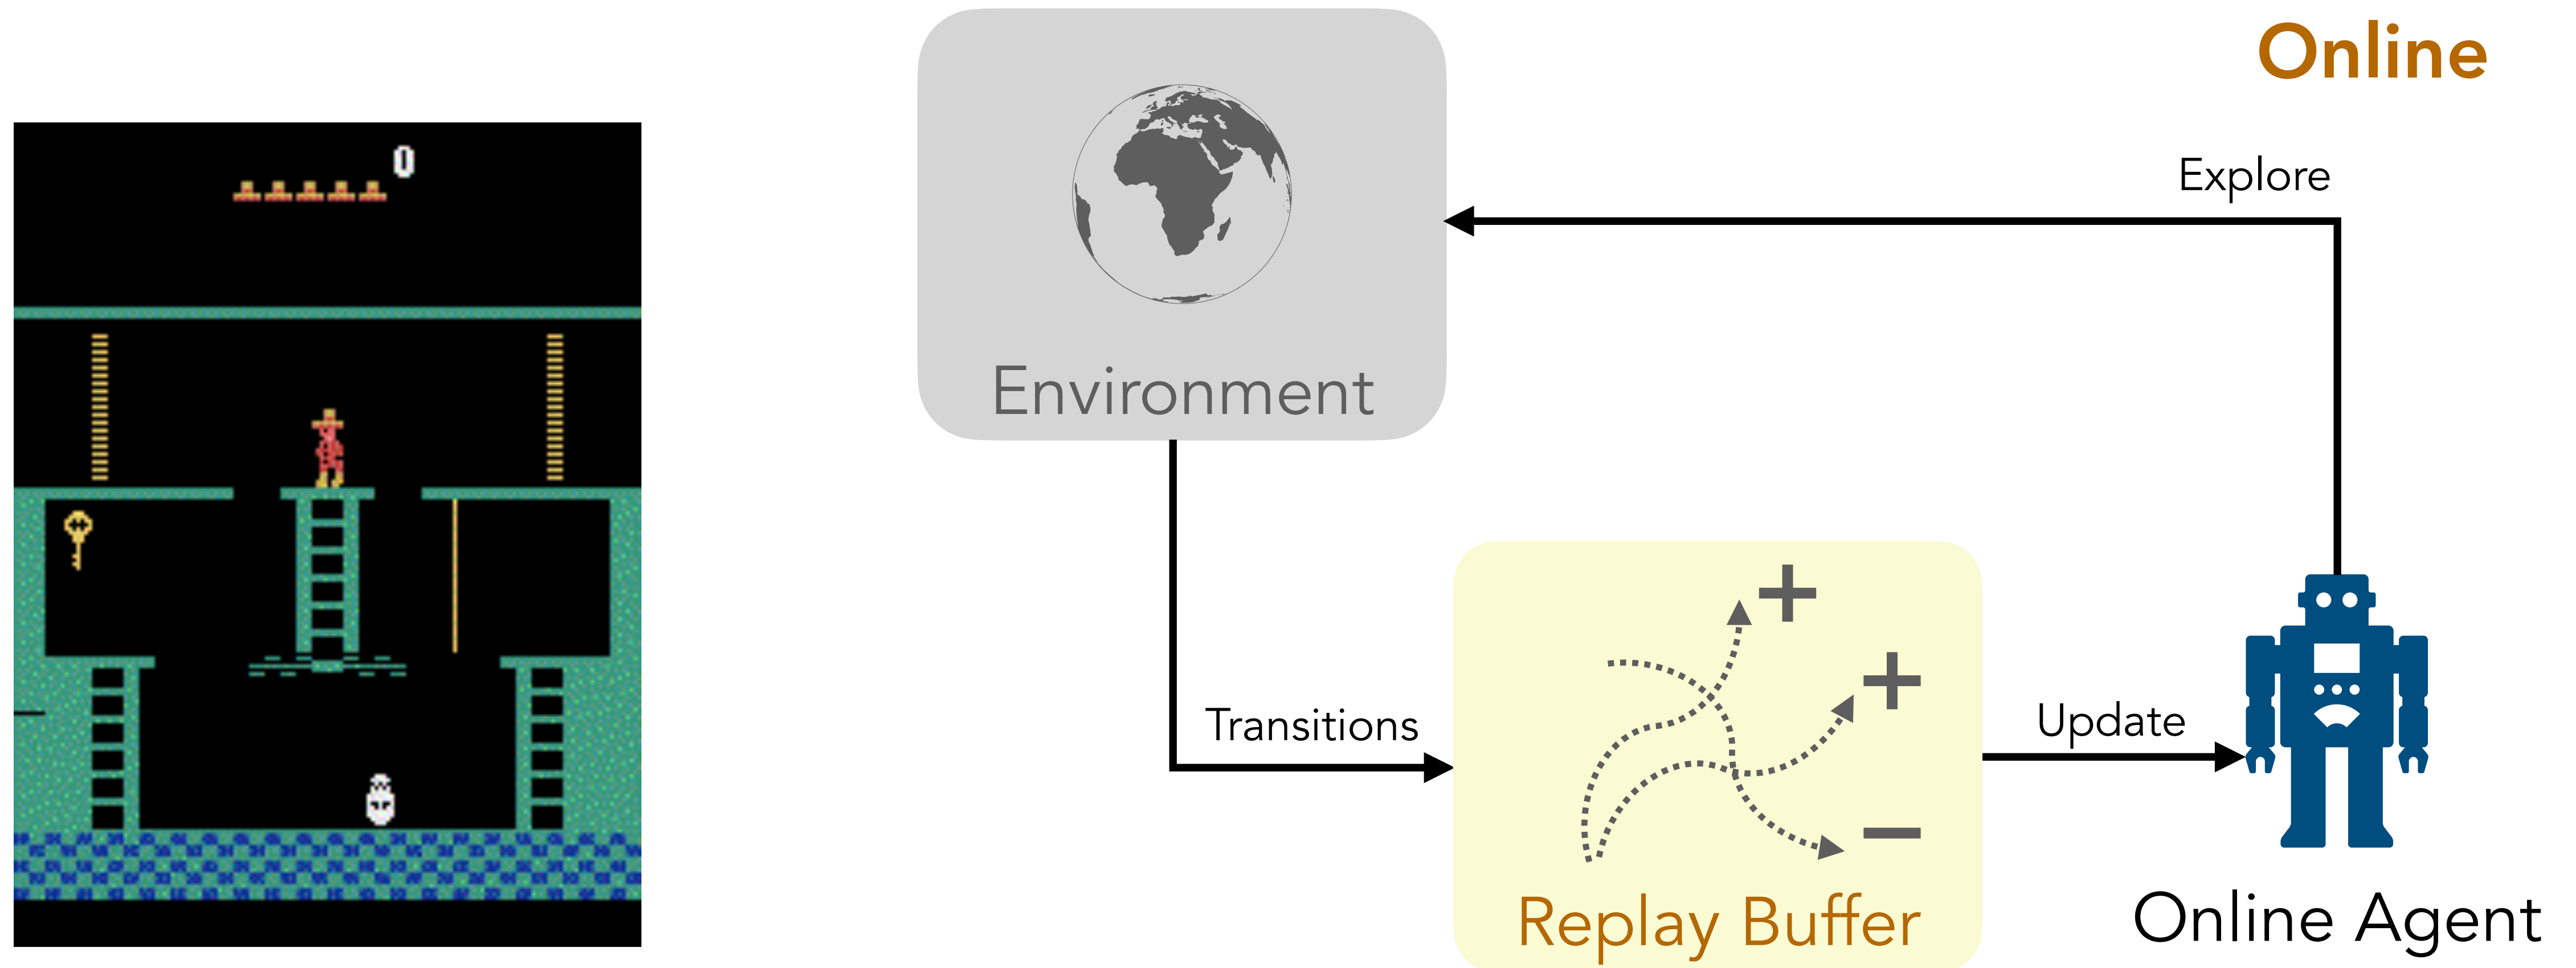 Online
0
Explore
Environment
Transitions
Update
Replay Buffer
Online Agent